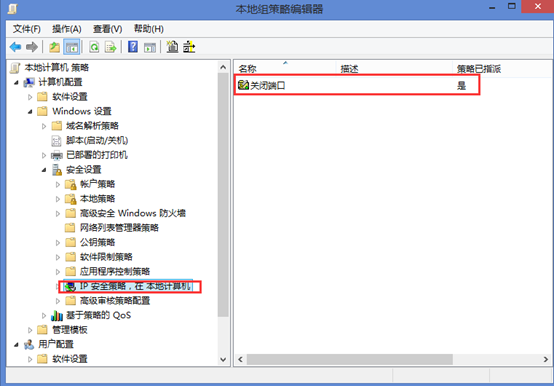 本地组策略编辑器
文件(F) 操作(A) 查看(V) 帮助(H)
本地计算机 策略
计算机配置
软件设置
Windows 设置
域名解析策略
脚本(启动/关机)
已部署的打印机
安全设置
帐户策略
本地策略
高级安全 Windows 防火墙
网络列表管理器策略
公钥策略
软件限制策略
应用程序控制策略
IP 安全策略，在 本地计算机
高级审核策略配置
基于策略的 QoS
管理模板
用户配置
软件设置
名称 描述 策略已指派
关闭端口 是